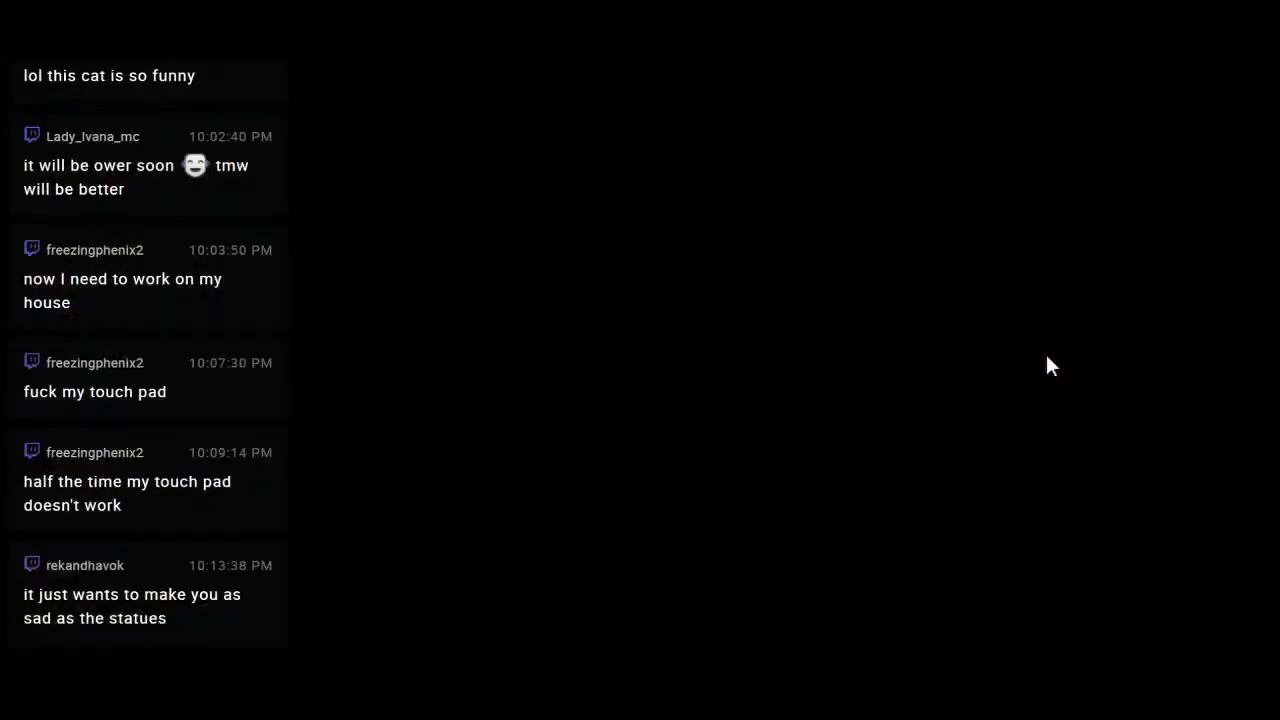 lol this cat is so funny
Lady_Ivana_mc 10:02:40 PM
it will be ower soon tmw
will be better
freezingphenix2 10:03:50 PM
now I need to work on my
house
freezingphenix2 10:07:30 PM
fuck my touch pad
freezingphenix2 10:09:14 PM
half the time my touch pad
doesn't work
rekandhavok 10:13:38 PM
it just wants to make you as
sad as the statues